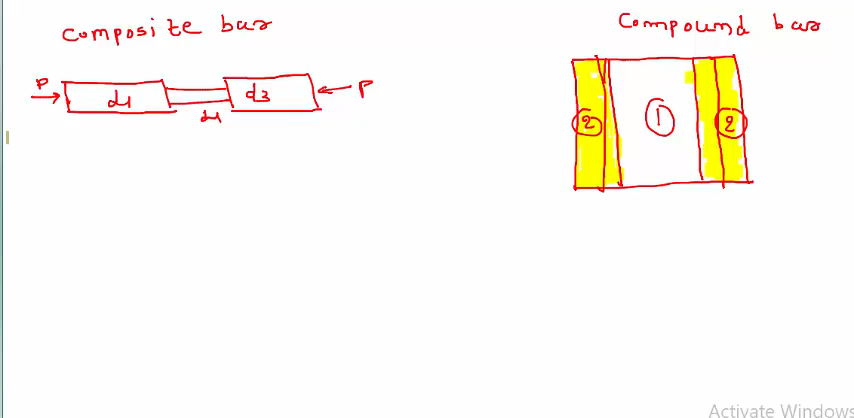 composite bar
Compound bar
P d1 d1 d3 P
2 1 2
Activate Windows